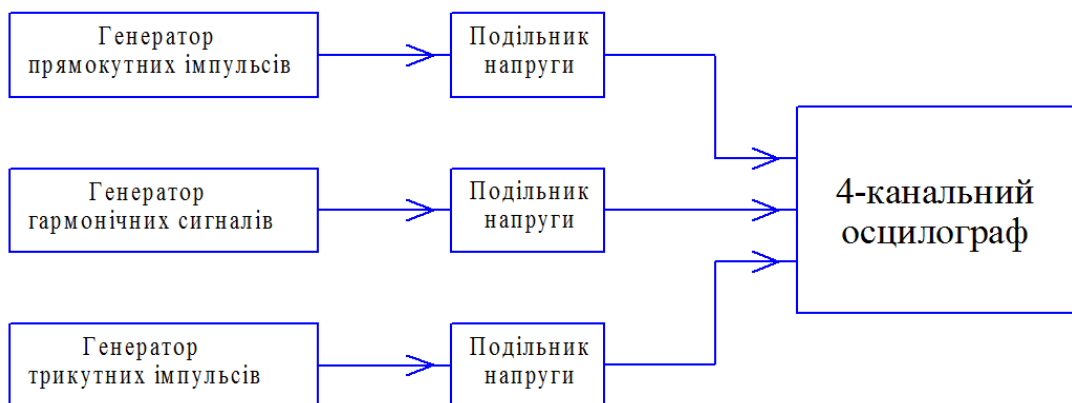 Генератор
прямокутних імпульсів
Подільник
напруги
Генератор
гармонічних сигналів
Подільник
напруги
4-канальний
осцилограф
Генератор
трикутних імпульсів
Подільник
напруги